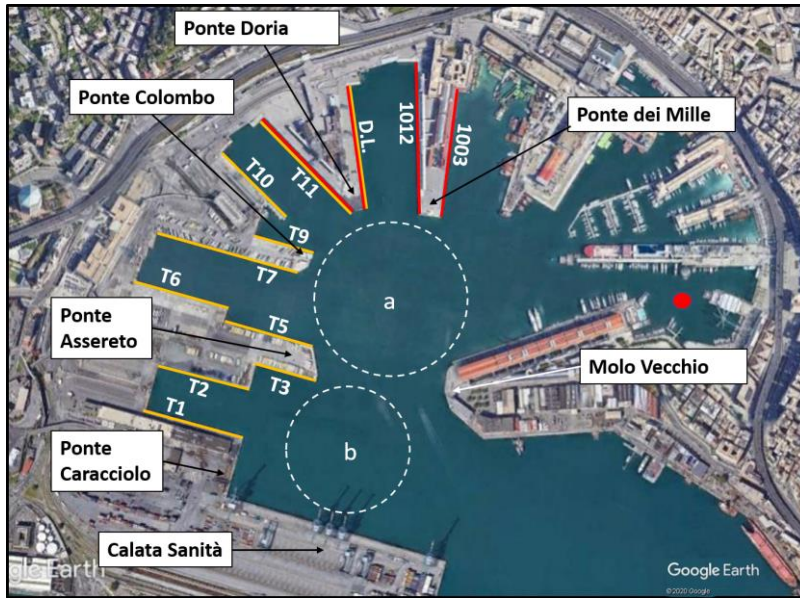 Ponte Doria
Ponte Colombo
Ponte dei Mille
D.L.
1012
1003
T10
T11
T9
T7
T6
a
Ponte
Assereto
T5
T3
T2
T1
Molo Vecchio
b
Ponte
Caracciolo
Calata Sanità
gle Earth
Google Earth
©2020 Google